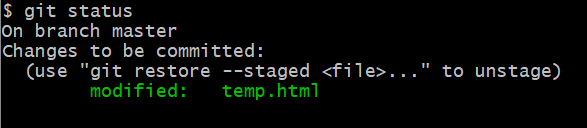 $ git status
On branch master
Changes to be committed:
  (use "git restore --staged <file>..." to unstage)
        modified:   temp.html